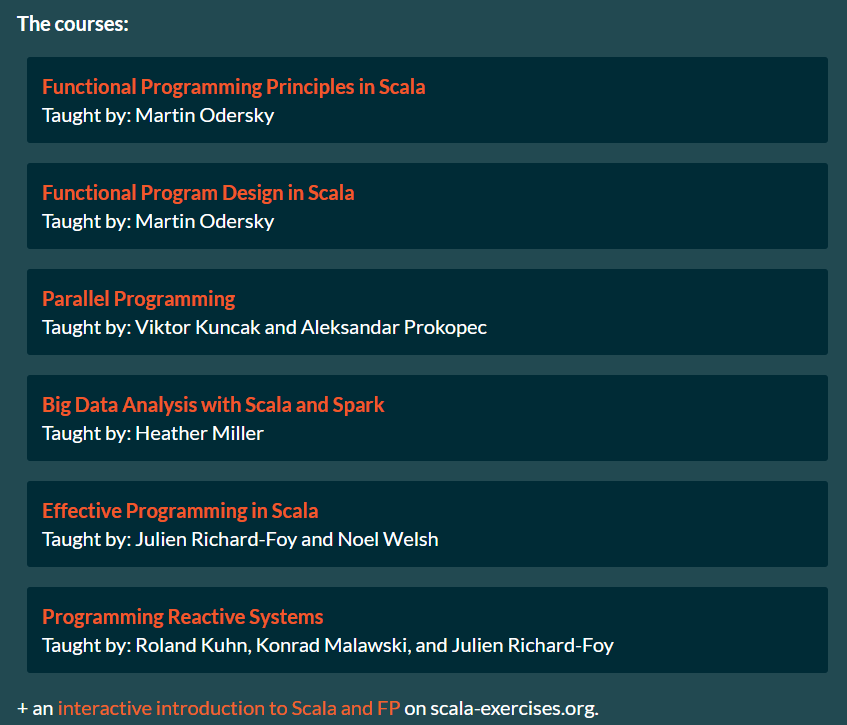 The courses:
Functional Programming Principles in Scala
Taught by: Martin Odersky
Functional Program Design in Scala
Taught by: Martin Odersky
Parallel Programming
Taught by: Viktor Kuncak and Aleksandar Prokopec
Big Data Analysis with Scala and Spark
Taught by: Heather Miller
Effective Programming in Scala
Taught by: Julien Richard-Foy and Noel Welsh
Programming Reactive Systems
Taught by: Roland Kuhn, Konrad Malawski, and Julien Richard-Foy
+ an interactive introduction to Scala and FP on scala-exercises.org.